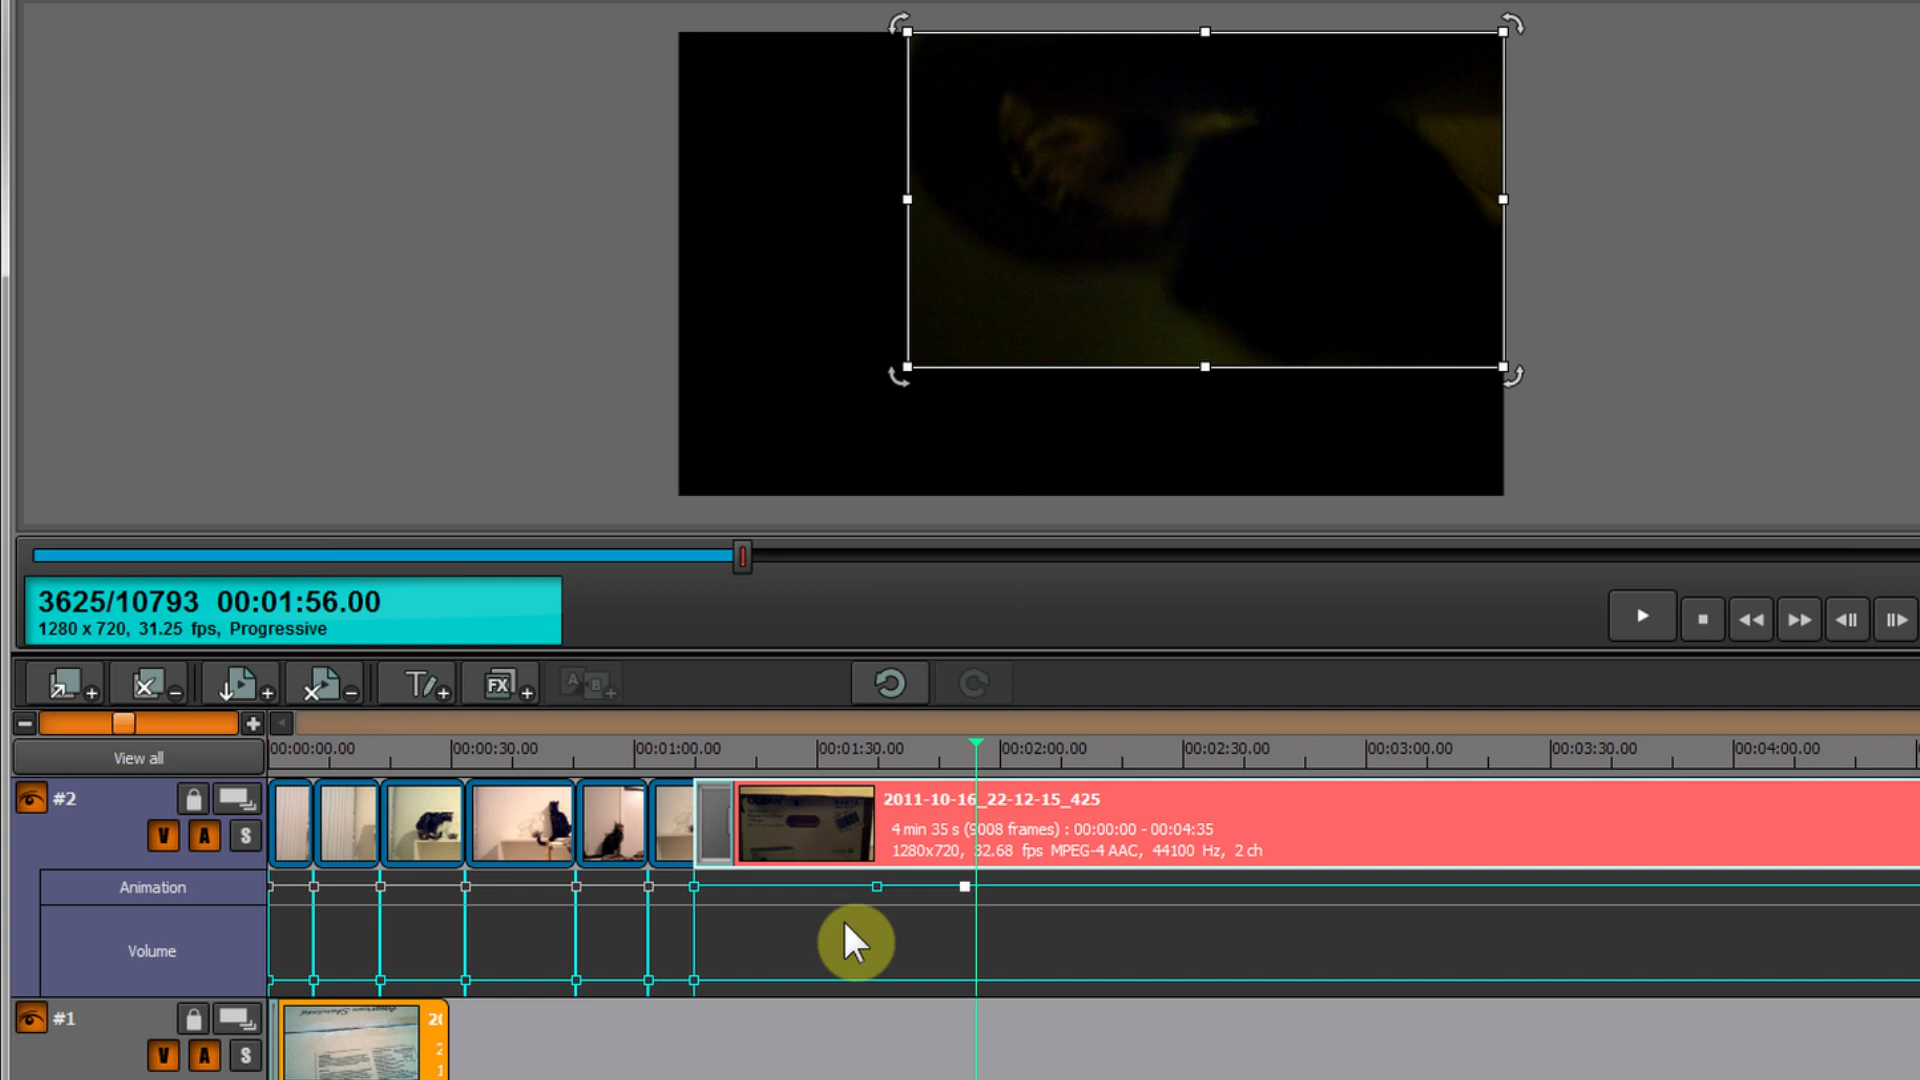 3625/10793 00:01:56.00
1280 x 720, 31.25 fps, Progressive
T
FX
A B
View all
00:00:00.00 00:00:30.00 00:01:00.00 00:01:30.00 00:02:00.00 00:02:30.00 00:03:00.00 00:03:30.00 00:04:00.00
#2
V A S
2011-10-16_22-12-15_425
4 min 35 s (9008 frames) : 00:00:00 - 00:04:35
1280x720, 32.68 fps MPEG-4 AAC, 44100 Hz, 2 ch
Animation
Volume
#1
V A S